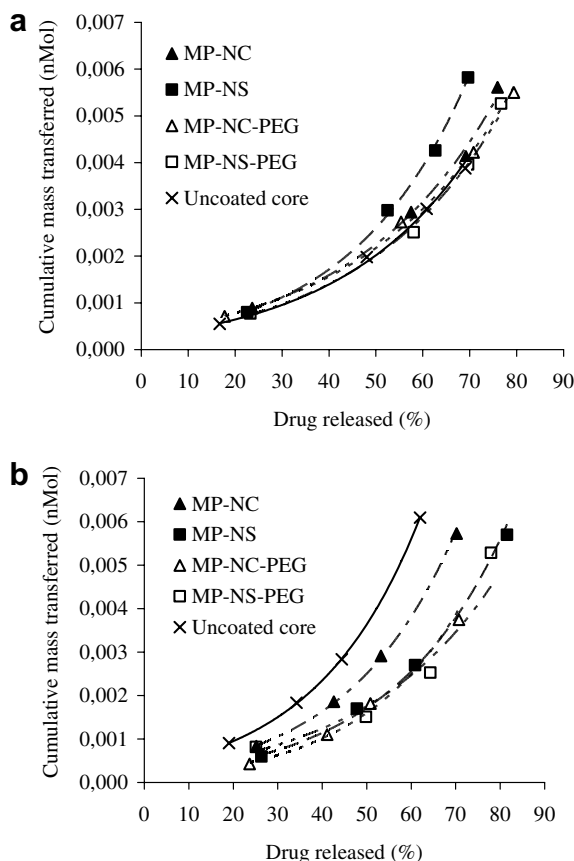 a
Cumulative mass transferred (nMol)
0,007
0,006
0,005
0,004
0,003
0,002
0,001
0,000
MP-NC
MP-NS
MP-NC-PEG
MP-NS-PEG
Uncoated core
0 10 20 30 40 50 60 70 80 90
Drug released (%)
b
Cumulative mass transferred (nMol)
0,007
0,006
0,005
0,004
0,003
0,002
0,001
0,000
MP-NC
MP-NS
MP-NC-PEG
MP-NS-PEG
Uncoated core
0 10 20 30 40 50 60 70 80 90
Drug released (%)